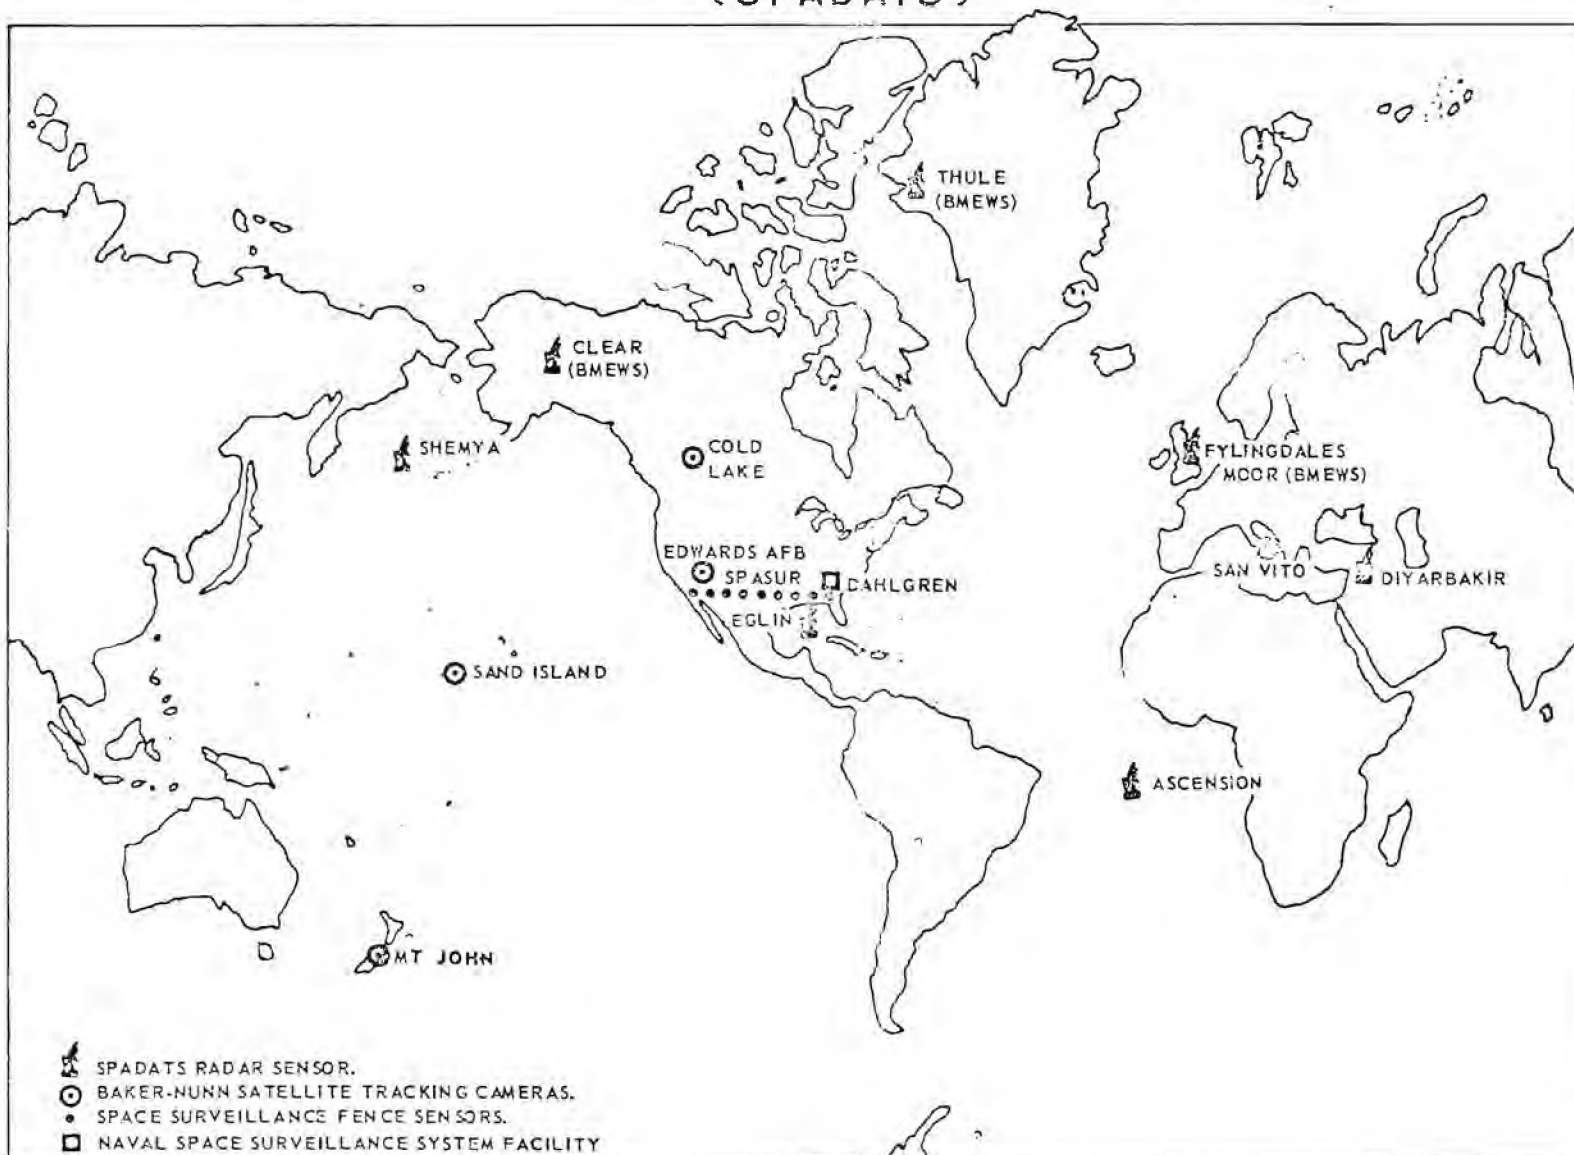 (SPADATS)
THULE
(BMEWS)
CLEAR
(BMEWS)
SHEMYA
COLD
LAKE
FYLINGDALES
MOOR (BMEWS)
EDWARDS AFB
SPASUR
DAHLGREN
SAN VITO
DIYARBAKIR
EGLIN
SAND ISLAND
ASCENSION
MT JOHN
SPADATS RADAR SENSOR.
BAKER-NUNN SATELLITE TRACKING CAMERAS.
SPACE SURVEILLANCE FENCE SENSORS.
NAVAL SPACE SURVEILLANCE SYSTEM FACILITY